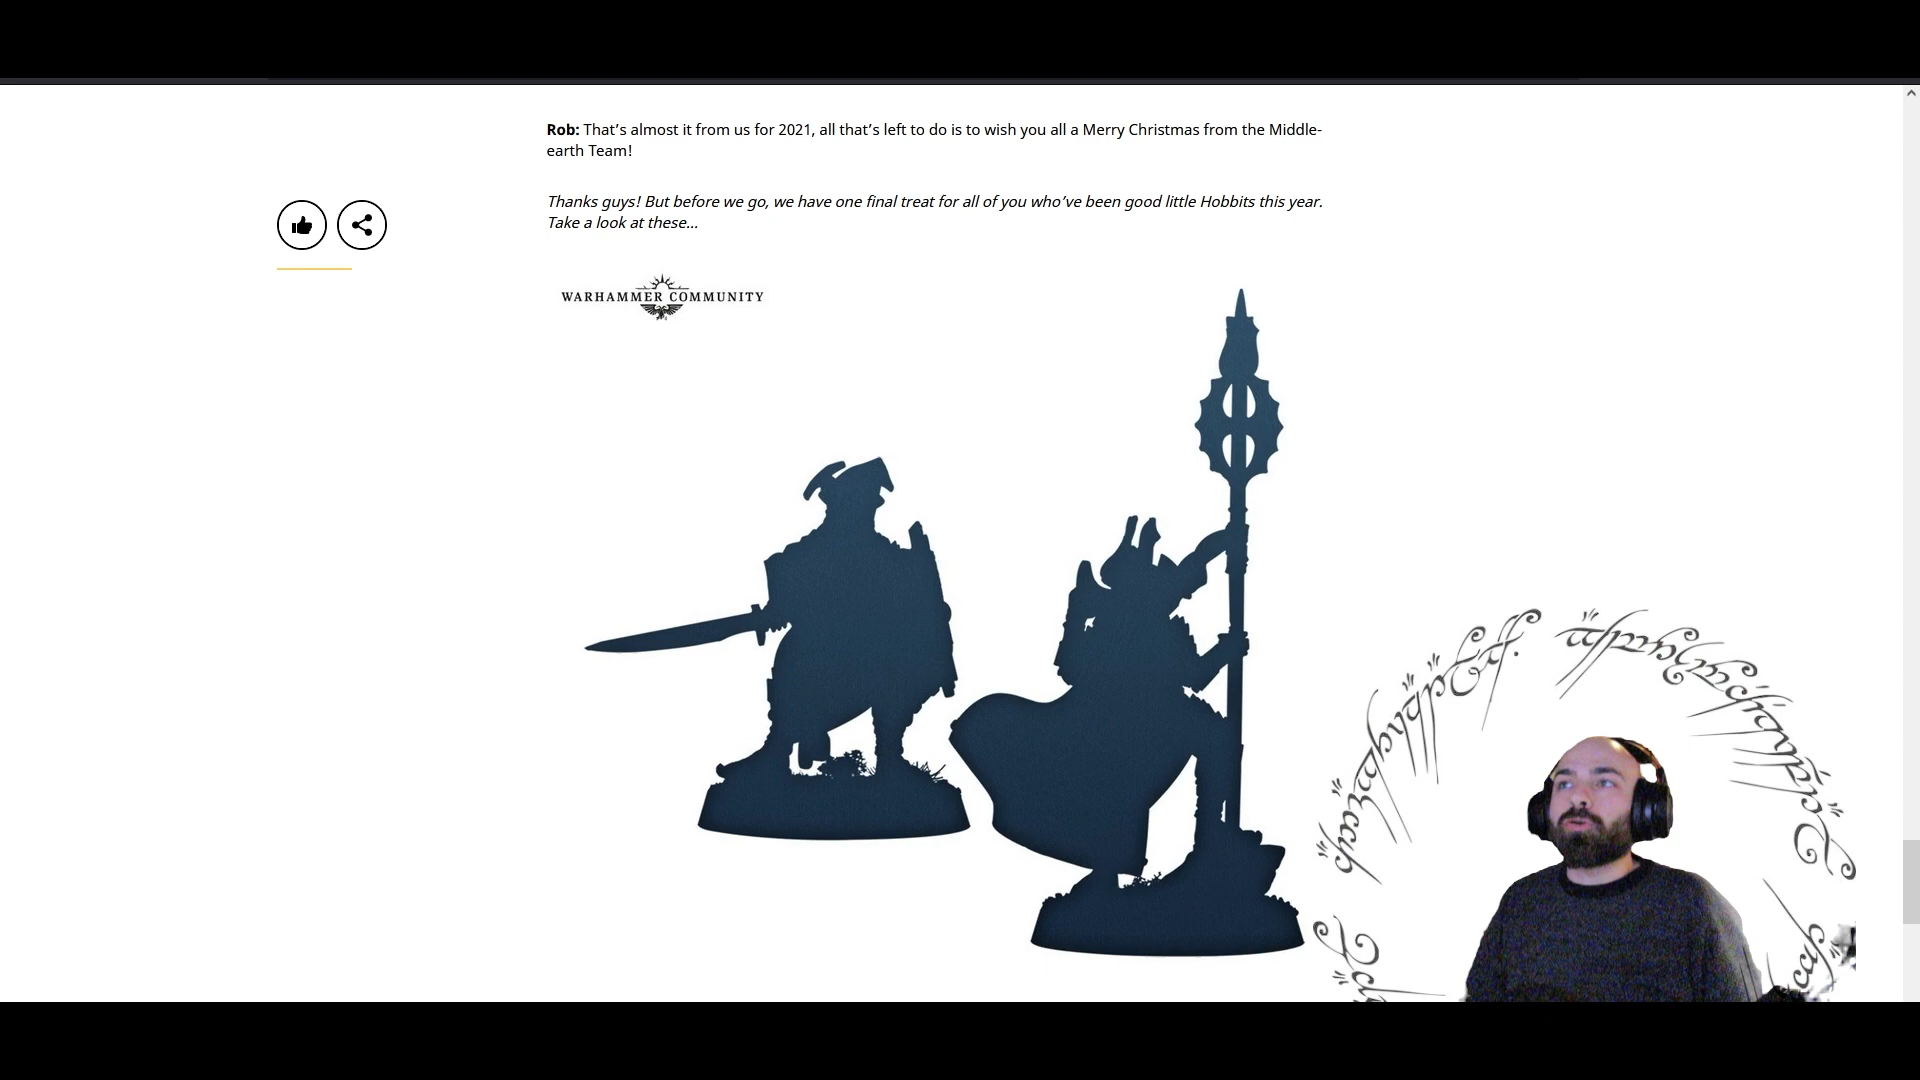 Rob: That’s almost it from us for 2021, all that’s left to do is to wish you all a Merry Christmas from the Middle-
earth Team!
Thanks guys! But before we go, we have one final treat for all of you who’ve been good little Hobbits this year.
Take a look at these…
WARHAMMER COMMUNITY